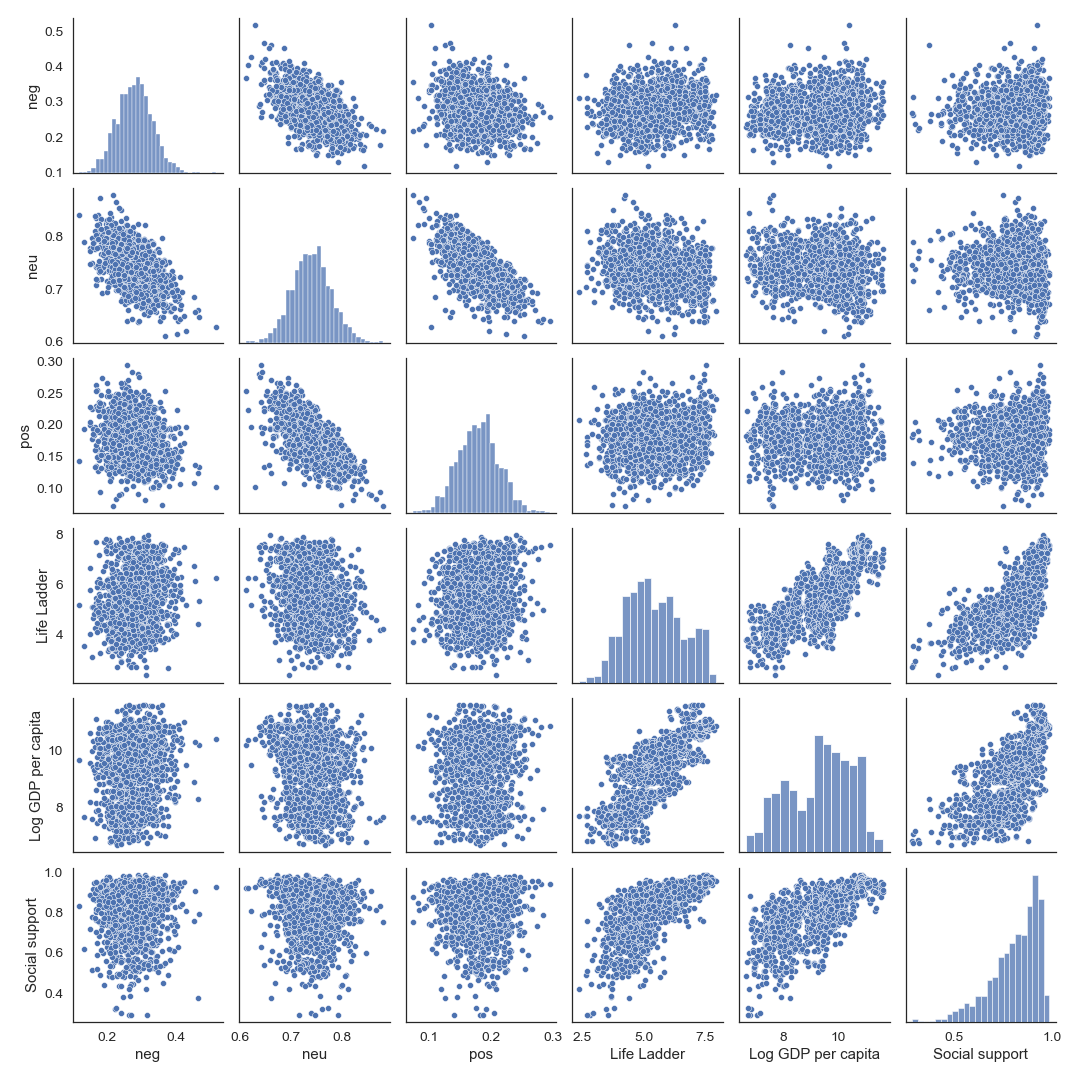 0.5
0.4
0.3
0.2
0.1
neg
0.8
0.7
0.6
neu
0.30
0.25
0.20
0.15
0.10
pos
8
6
4
Life Ladder
10
8
Log GDP per capita
1.0
0.8
0.6
0.4
Social support
0.2 0.4
neg
0.6 0.7 0.8
neu
0.1 0.2 0.3
pos
2.5 5.0 7.5
Life Ladder
8 10
Log GDP per capita
0.5 1.0
Social support